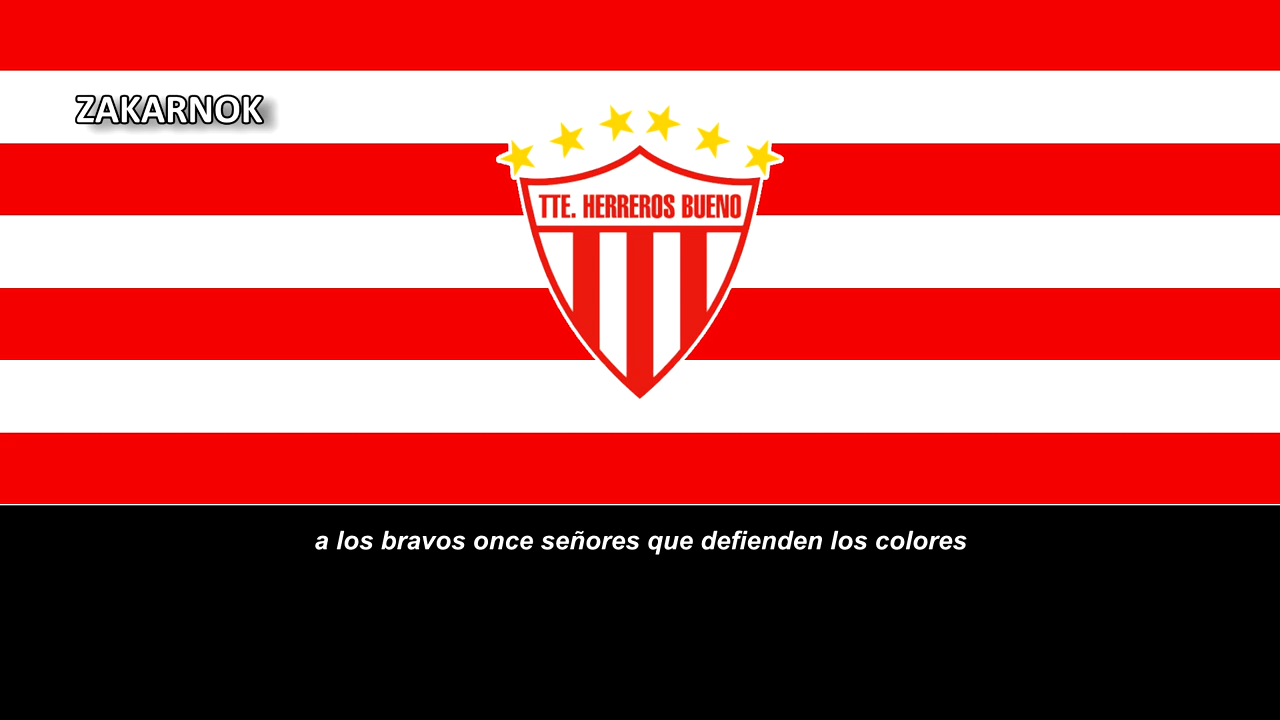 ZAKARNOK
TTE. HERREROS BUENO
a los bravos once señores que defienden los colores